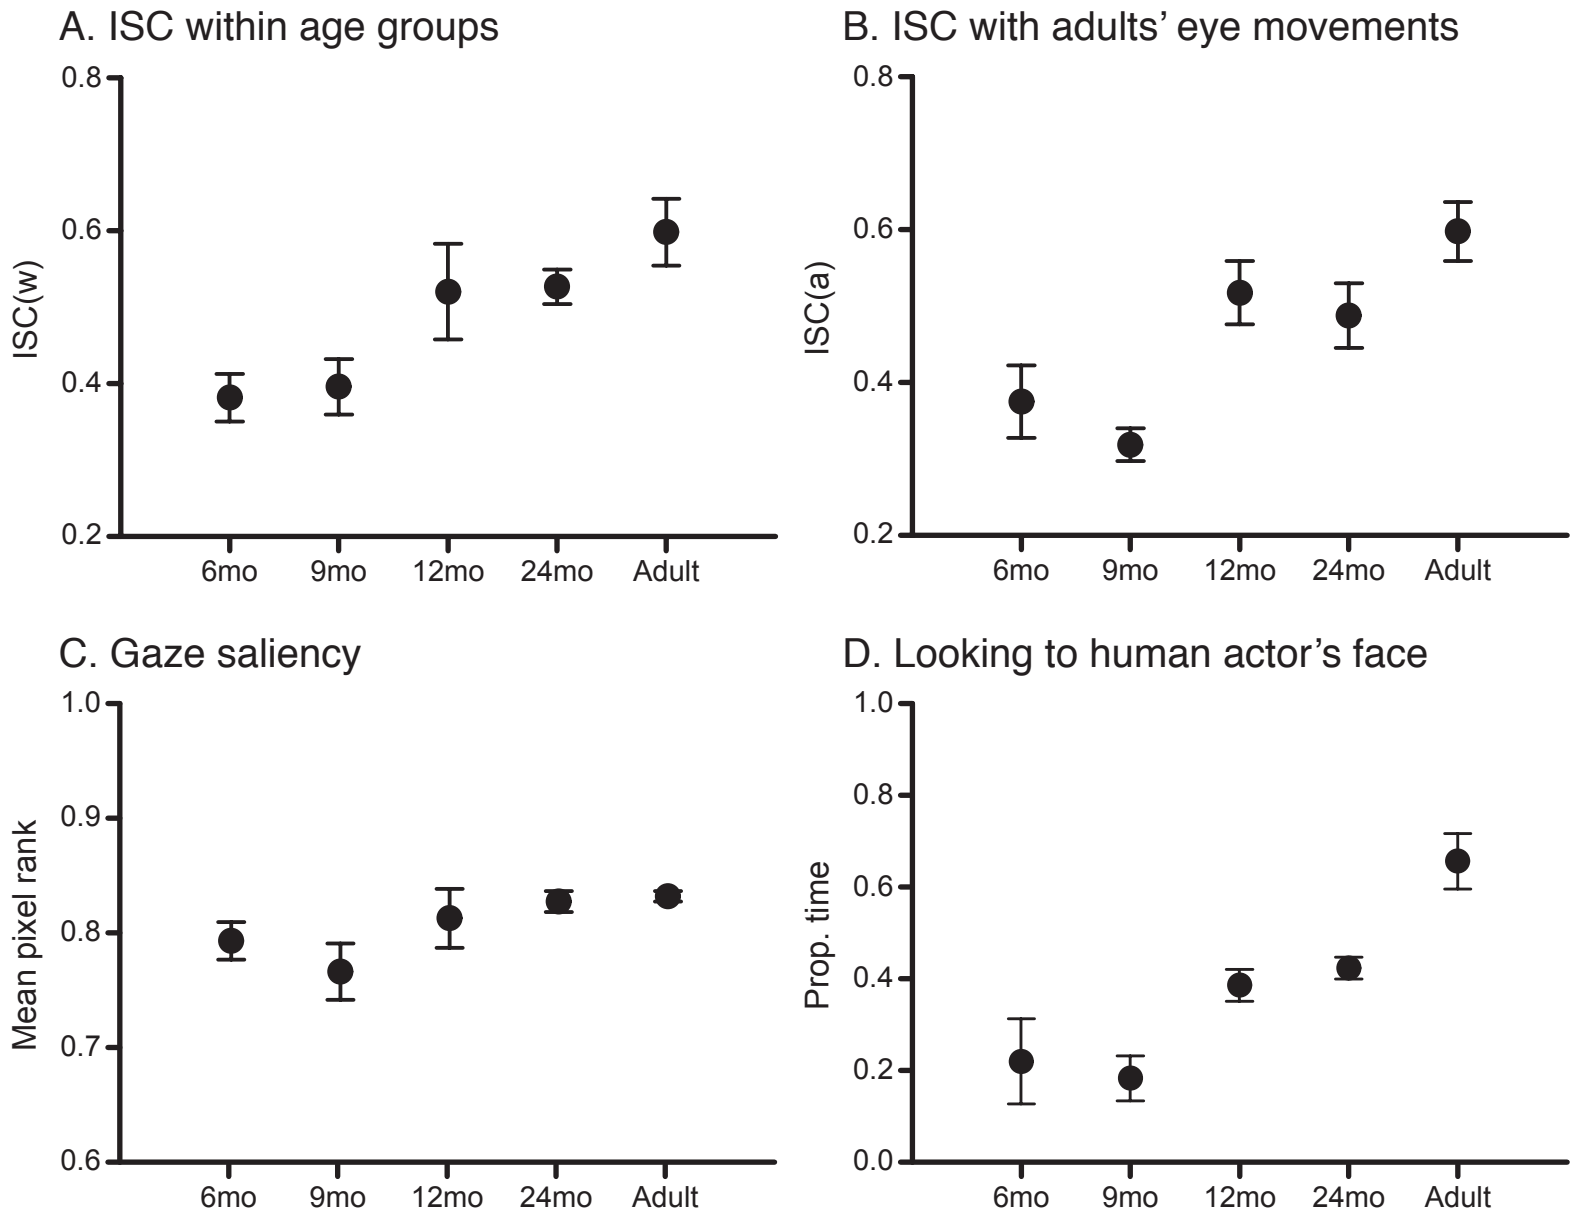 A. ISC within age groups
0.8
0.6
0.4
0.2
ISC(w)
6mo 9mo 12mo 24mo Adult
B. ISC with adults’ eye movements
0.8
0.6
0.4
0.2
ISC(a)
6mo 9mo 12mo 24mo Adult
C. Gaze saliency
1.0
0.9
0.8
0.7
0.6
Mean pixel rank
6mo 9mo 12mo 24mo Adult
D. Looking to human actor’s face
1.0
0.8
0.6
0.4
0.2
0.0
Prop. time
6mo 9mo 12mo 24mo Adult